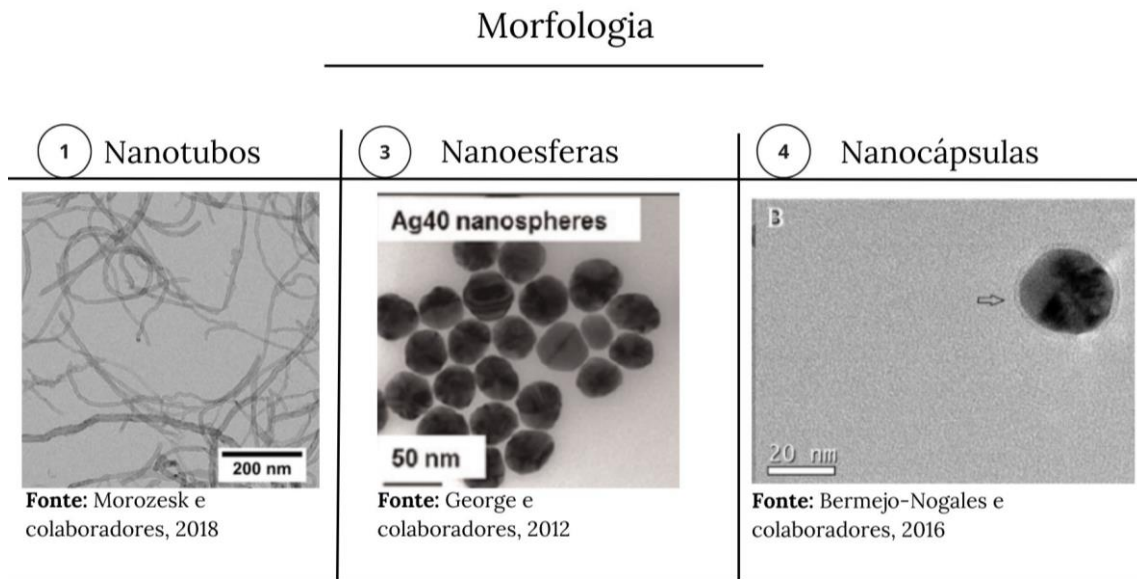 Morfologia
1 Nanotubos
3 Nanoesferas
4 Nanocápsulas
200 nm
Ag40 nanospheres
50 nm
B
20 nm
Fonte: Morozesk e
colaboradores, 2018
Fonte: George e
colaboradores, 2012
Fonte: Bermejo-Nogales e
colaboradores, 2016